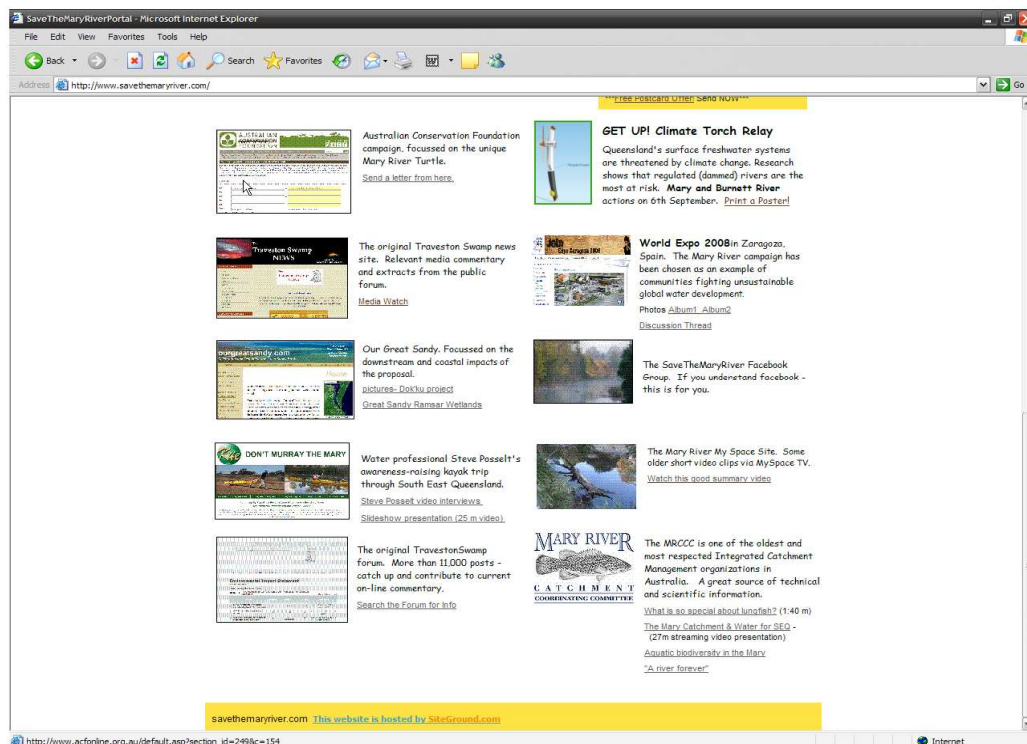 SaveTheMaryRiverPortal - Microsoft Internet Explorer
File Edit View Favorites Tools Help
Back Search Favorites
Address http://www.savethemaryriver.com/ Go
***Free Postcard Offer! Send NOW***
AUSTRALIAN
CONSERVATION
FOUNDATION
Australian Conservation Foundation
campaign, focussed on the unique
Mary River Turtle.
Send a letter from here.
GET UP! Climate Torch Relay
Queensland's surface freshwater systems
are threatened by climate change. Research
shows that regulated (dammed) rivers are the
most at risk. Mary and Burnett River
actions on 6th September. Print a Poster!
Traveston Swamp
NEWS
The original Traveston Swamp news
site. Relevant media commentary
and extracts from the public
forum.
Media Watch
Join
Expo Zaragoza 2008
World Expo 2008in Zaragoza,
Spain. The Mary River campaign has
been chosen as an example of
communities fighting unsustainable
global water development.
Photos Album1 Album2
Discussion Thread
ourgreatsandy.com
Home
Our Great Sandy. Focussed on the
downstream and coastal impacts of
the proposal.
pictures- Dok'ku project
Great Sandy Ramsar Wetlands
The SaveTheMaryRiver Facebook
Group. If you understand facebook -
this is for you.
DON'T MURRAY THE MARY
Water professional Steve Posselt's
awareness-raising kayak trip
through South East Queensland.
Steve Posselt video interviews
Slideshow presentation (25 m video)
The Mary River My Space Site. Some
older short video clips via MySpace TV.
Watch this good summary video
Environmental Impact Statement
The original TravestonSwamp
forum. More than 11,000 posts -
catch up and contribute to current
on-line commentary.
Search the Forum for Info
MARY RIVER
CATCHMENT
COORDINATING COMMITTEE
The MRCCC is one of the oldest and
most respected Integrated Catchment
Management organizations in
Australia. A great source of technical
and scientific information.
What is so special about lungfish? (1:40 m)
The Mary Catchment & Water for SEQ -
(27m streaming video presentation)
Aquatic biodiversity in the Mary
"A river forever"
savethemaryriver.com This website is hosted by SiteGround.com
http://www.acfonline.org.au/default.asp?section_id=249&c=154 Internet